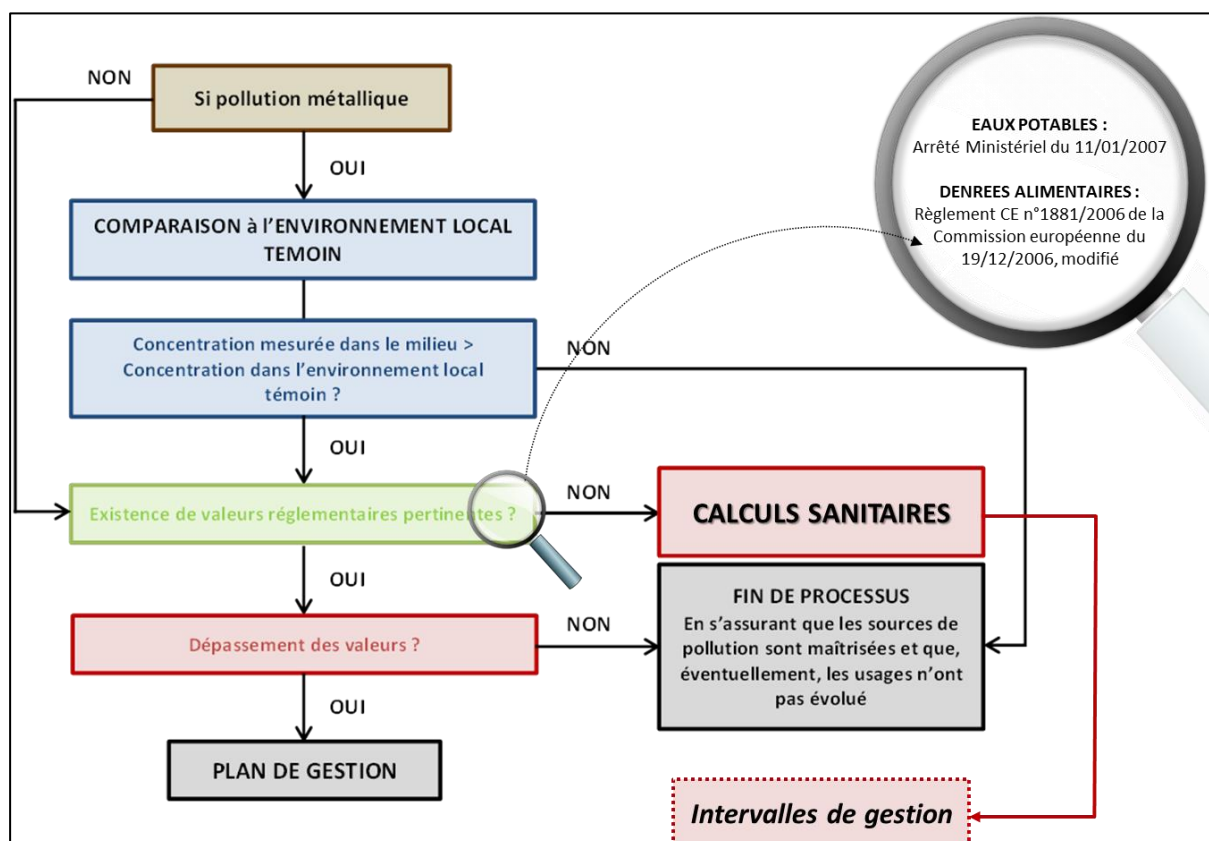 NON
Si pollution métallique
OUI
COMPARAISON à l'ENVIRONNEMENT LOCAL
TEMOIN
Concentration mesurée dans le milieu >
Concentration dans l'environnement local
témoin ?
NON
OUI
Existence de valeurs réglementaires pertinentes ?
NON
CALCULS SANITAIRES
OUI
Dépassement des valeurs ?
NON
FIN DE PROCESSUS
En s'assurant que les sources de
pollution sont maîtrisées et que,
éventuellement, les usages n'ont
pas évolué
OUI
PLAN DE GESTION
Intervalles de gestion
EAUX POTABLES :
Arrêté Ministériel du 11/01/2007
DENREES ALIMENTAIRES :
Règlement CE n°1881/2006 de la
Commission européenne du
19/12/2006, modifié